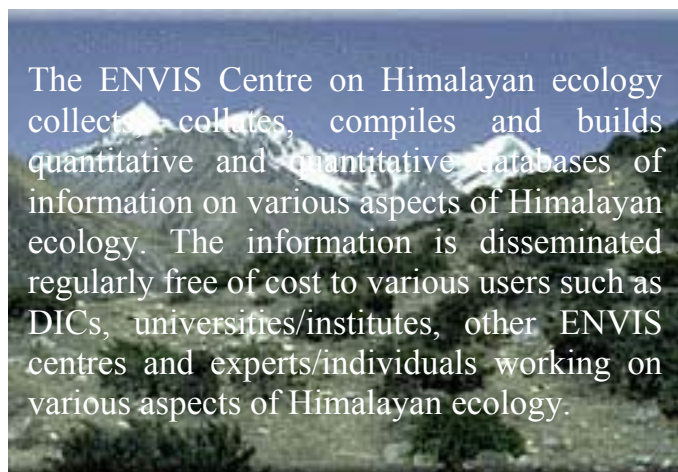 The ENVIS Centre on Himalayan ecology
collects, collates, compiles and builds
quantitative and quantitative databases of
information on various aspects of Himalayan
ecology. The information is disseminated
regularly free of cost to various users such as
DICs, universities/institutes, other ENVIS
centres and experts/individuals working on
various aspects of Himalayan ecology.